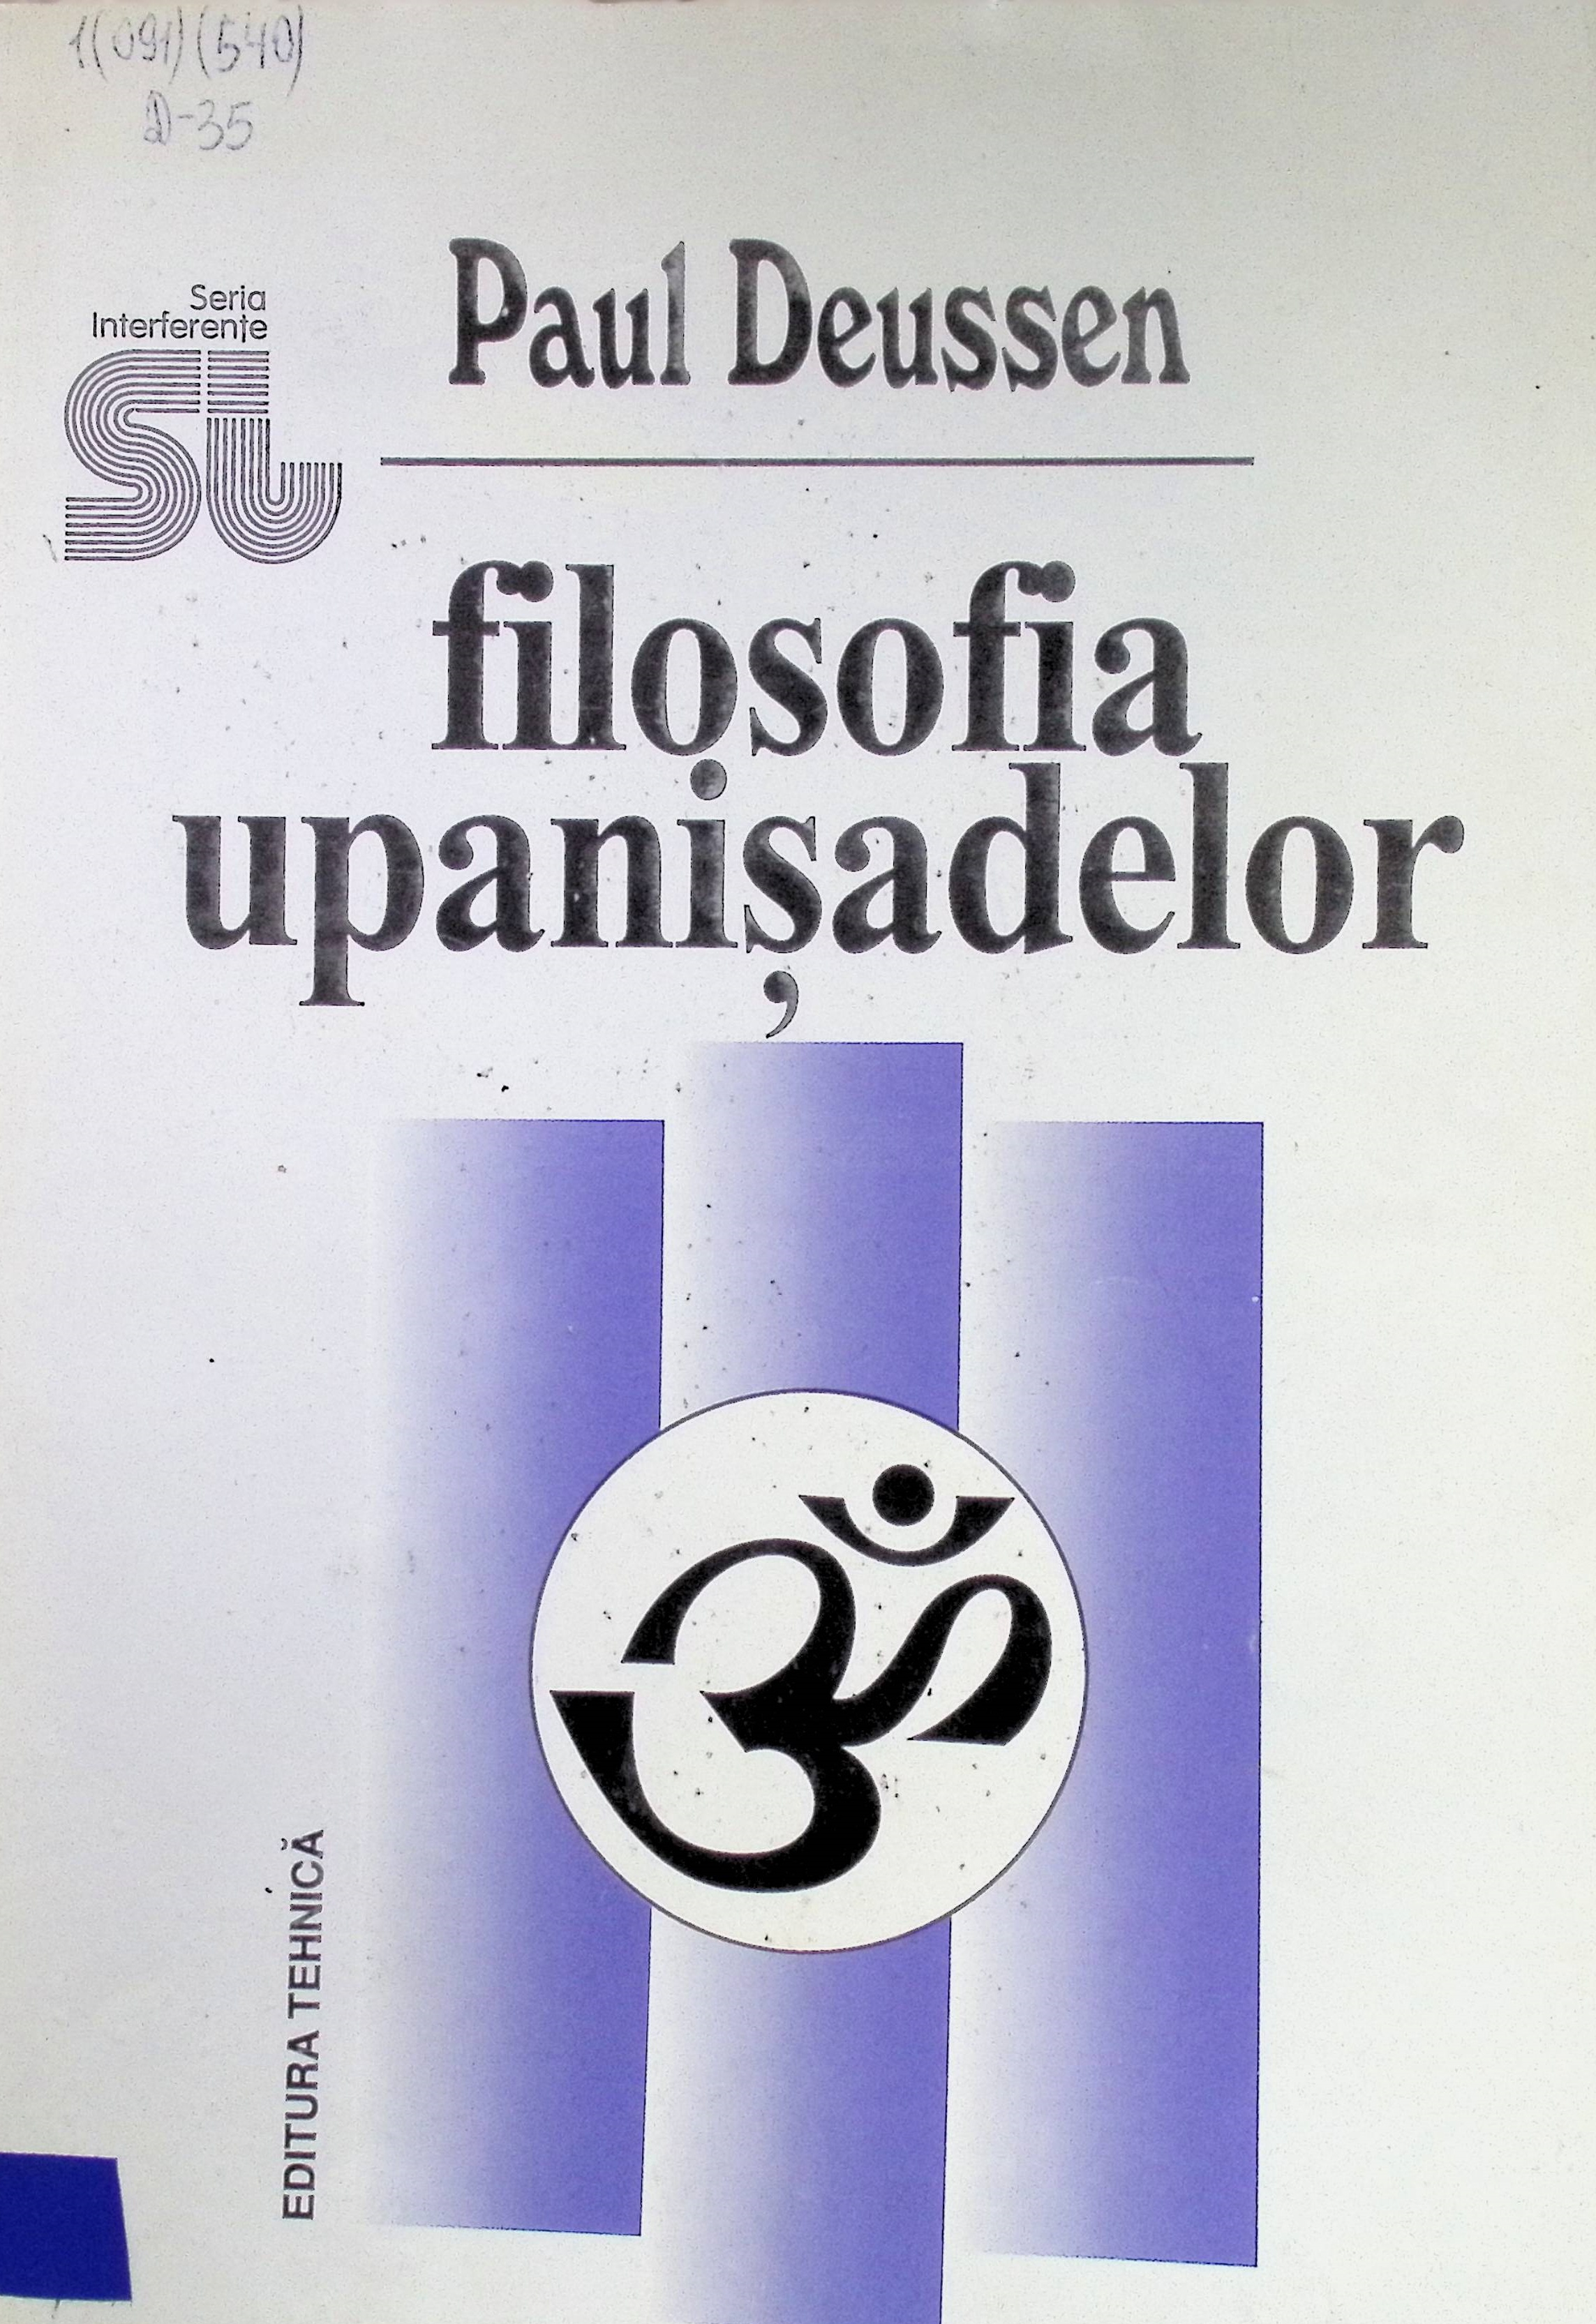 1(091)(540)
D-35
Seria
Interferențe
Paul Deussen
filosofia
upanișadelor
ॐ
EDITURA TEHNICĂ